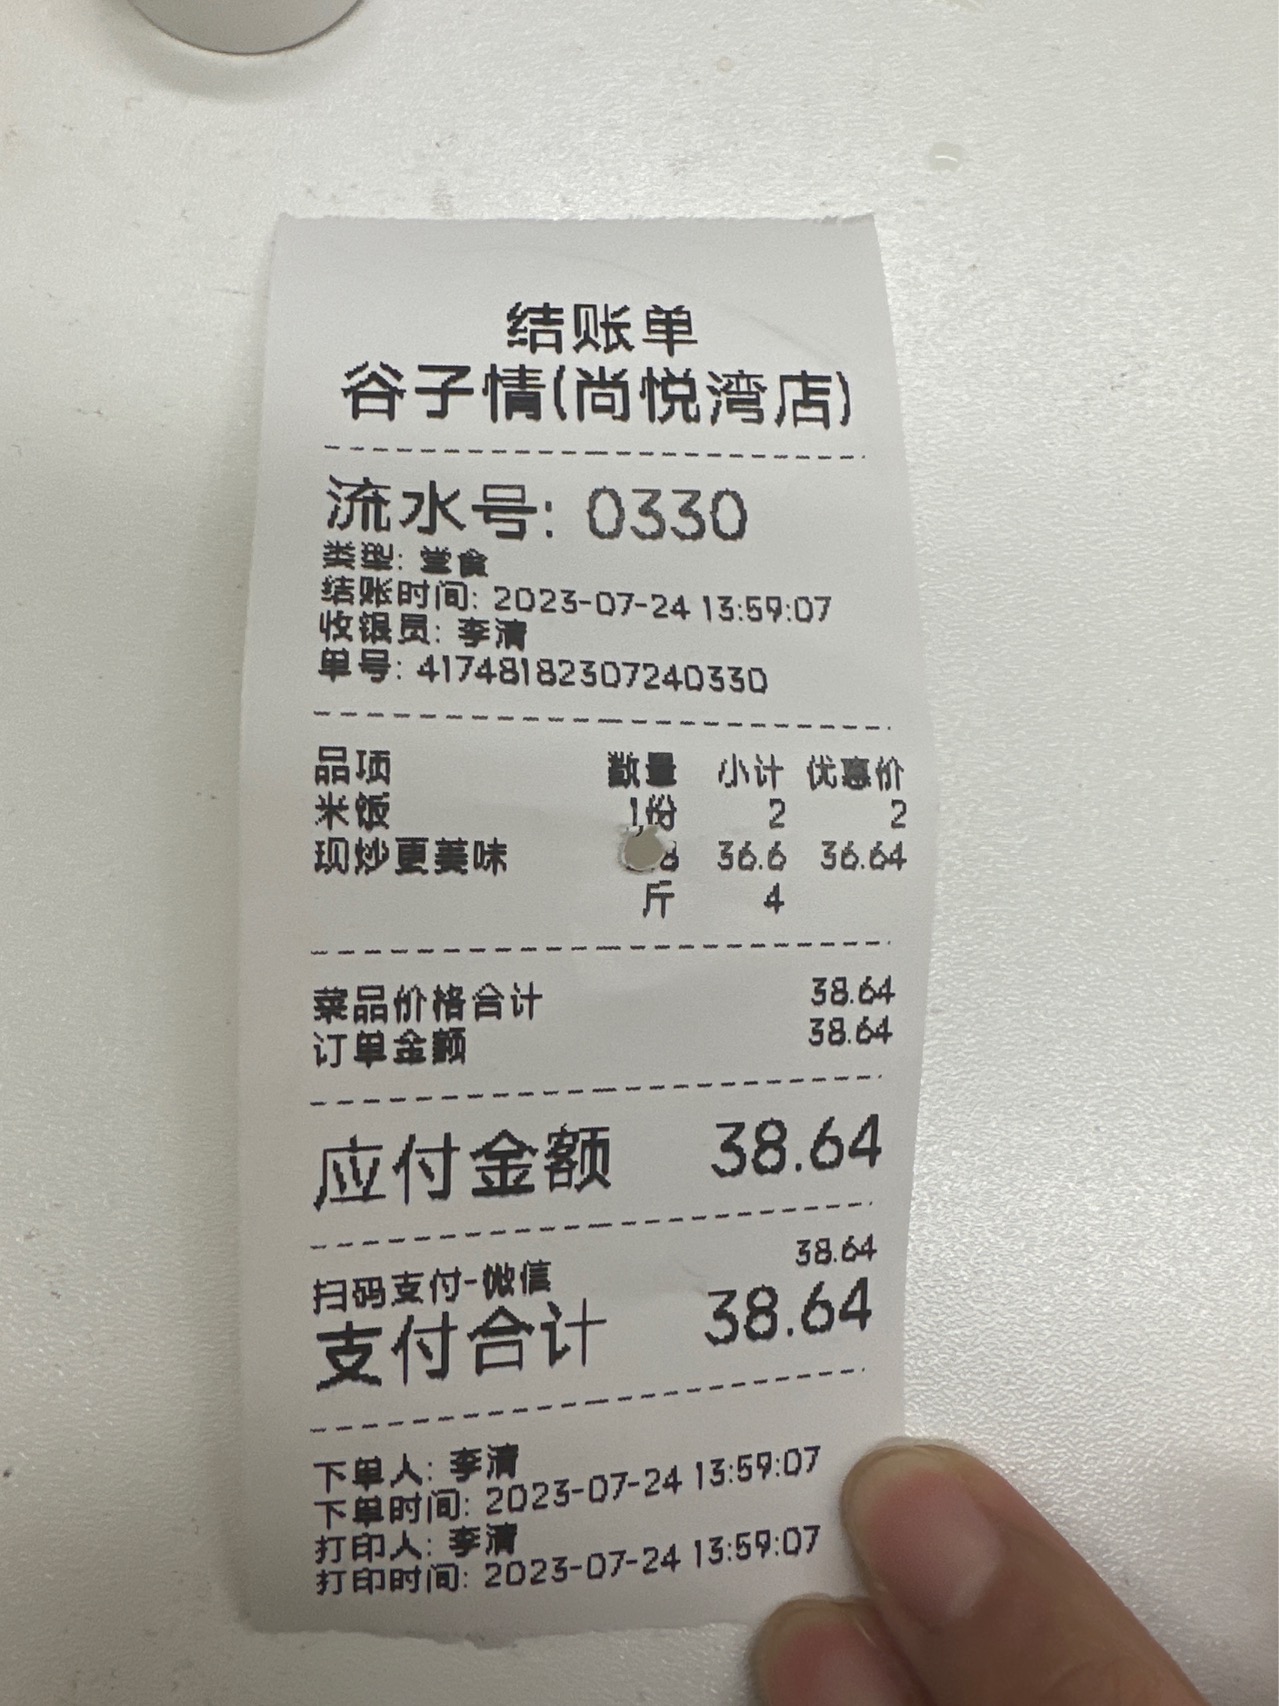 结账单
谷子情(尚悦湾店)
流水号: 0330
类型: 堂食
结账时间: 2023-07-24 13:59:07
收银员: 李清
单号: 41748182307240330
品项 数量 小计 优惠价
米饭 1份 2 2
现炒更美味 36.6 36.64
斤 4
菜品价格合计 38.64
订单金额 38.64
应付金额 38.64
扫码支付-微信 38.64
支付合计 38.64
下单人: 李清
下单时间: 2023-07-24 13:59:07
打印人: 李清
打印时间: 2023-07-24 13:59:07